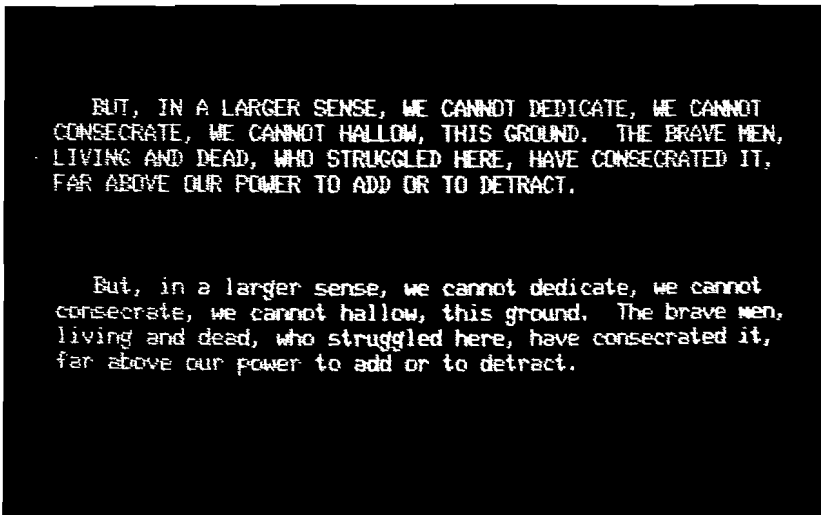 BUT, IN A LARGER SENSE, WE CANNOT DEDICATE, WE CANNOT
CONSECRATE, WE CANNOT HALLOW, THIS GROUND.  THE BRAVE MEN,
LIVING AND DEAD, WHO STRUGGLED HERE, HAVE CONSECRATED IT,
FAR ABOVE OUR POWER TO ADD OR TO DETRACT.
But, in a larger sense, we cannot dedicate, we cannot
consecrate, we cannot hallow, this ground.  The brave men,
living and dead, who struggled here, have consecrated it,
far above our power to add or to detract.